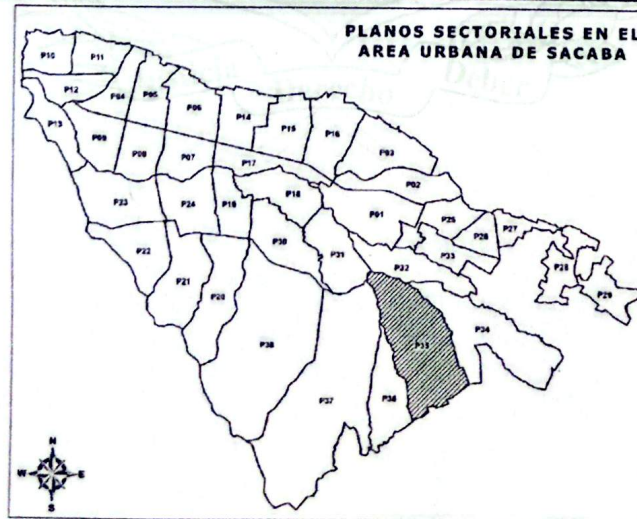 PLANOS SECTORIALES EN EL
AREA URBANA DE SACABA
P10
P11
P12
P04
P05
P06
P14
P15
P16
P03
P13
P09
P08
P07
P17
P02
P23
P24
P19
P18
P01
P25
P26
P27
P22
P21
P20
P30
P31
P32
P33
P28
P29
P34
P35
P37
P36
N
W
E
S